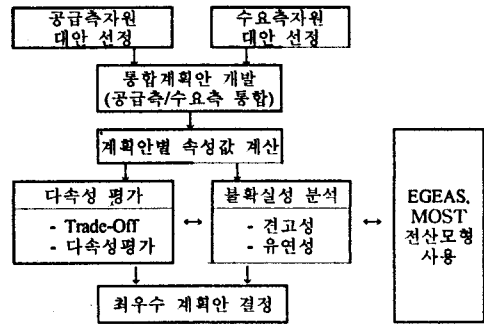 공급측자원
대안 선정
수요측자원
대안 선정
통합계획안 개발
(공급측/수요측 통합)
계획안별 속성값 계산
다속성 평가
- Trade-Off
- 다속성평가
불확실성 분석
- 견고성
- 유연성
EGEAS,
MOST
전산모형
사용
최우수 계획안 결정